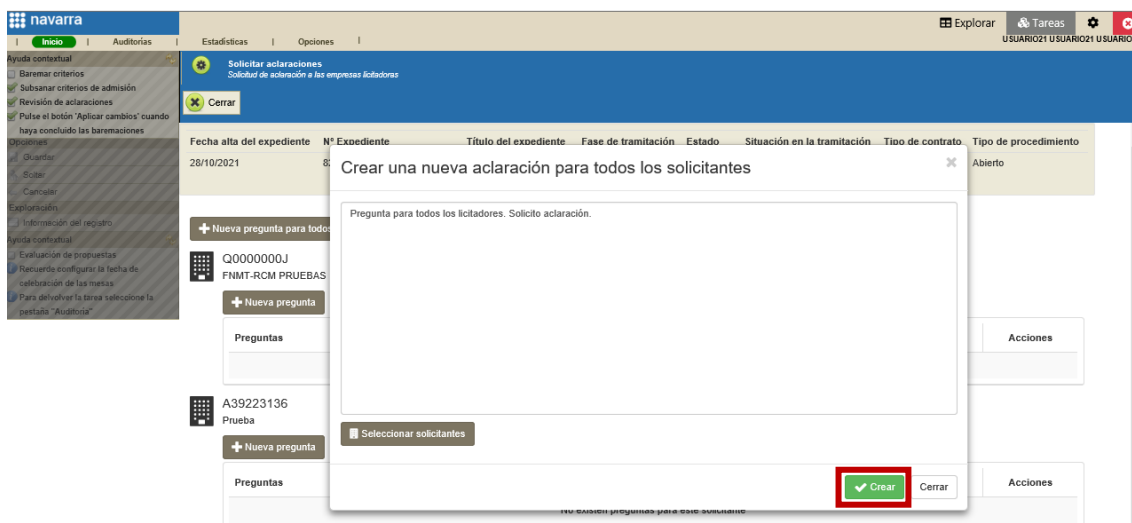 navarra
Explorar
Tareas
| Inicio | Auditorías | Estadísticas | Opciones |
USUARIO21 USUARIO21 USUARIO
Ayuda contextual
Baremar criterios
Subsanar criterios de admisión
Revisión de aclaraciones
Pulse el botón 'Aplicar cambios' cuando
haya concluido las baremaciones
Opciones
Guardar
Soltar
Cancelar
Exploración
Información del registro
Ayuda contextual
Evaluación de propuestas
Recuerde configurar la fecha de
celebración de las mesas
Para delvolver la tarea seleccione la
pestaña "Auditoría"
Solicitar aclaraciones
Solicitud de aclaración a las empresas licitadoras
Cerrar
Fecha alta del expediente Nº Expediente Título del expediente Fase de tramitación Estado Situación en la tramitación Tipo de contrato Tipo de procedimiento
28/10/2021 Abierto
Nueva pregunta para todos
Q0000000J
FNMT-RCM PRUEBAS
Nueva pregunta
Preguntas Acciones
A39223136
Prueba
Nueva pregunta
Preguntas Acciones
No existen preguntas para este solicitante
Crear una nueva aclaración para todos los solicitantes
Pregunta para todos los licitadores. Solicito aclaración.
Seleccionar solicitantes
Crear
Cerrar